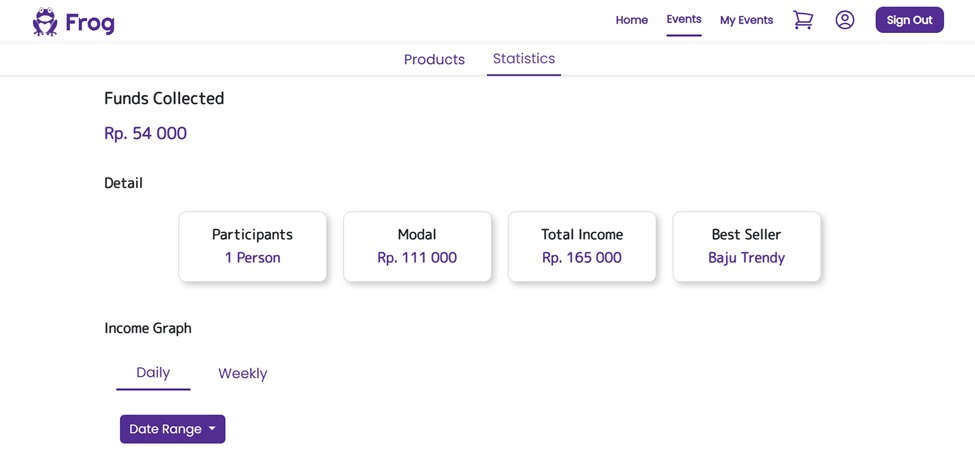 Frog
Home Events My Events Sign Out
Products Statistics
Funds Collected
Rp. 54 000
Detail
Participants Modal Total Income Best Seller
1 Person Rp. 111 000 Rp. 165 000 Baju Trendy
Income Graph
Daily Weekly
Date Range